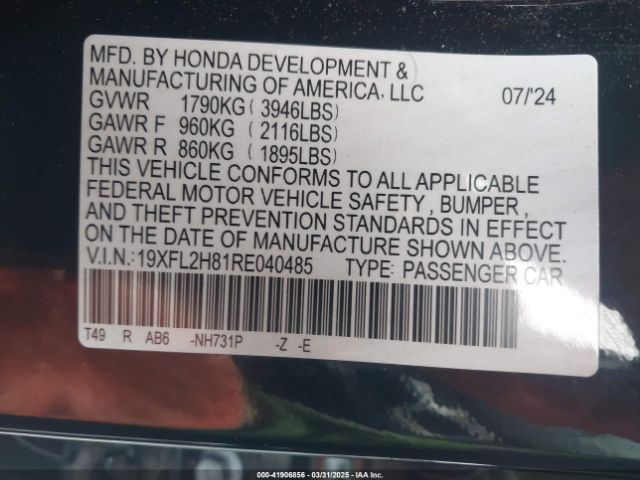 MFD. BY HONDA DEVELOPMENT &
MANUFACTURING OF AMERICA, LLC 07/'24
GVWR 1790KG ( 3946LBS)
GAWR F 960KG ( 2116LBS)
GAWR R 860KG ( 1895LBS)
THIS VEHICLE CONFORMS TO ALL APPLICABLE
FEDERAL MOTOR VEHICLE SAFETY , BUMPER ,
AND THEFT PREVENTION STANDARDS IN EFFECT
ON THE DATE OF MANUFACTURE SHOWN ABOVE.
V.I.N.:19XFL2H81RE040485 TYPE: PASSENGER CAR
T49 R AB6 -NH731P -Z -E
000-41906856 - 03/31/2025 - IAA Inc.